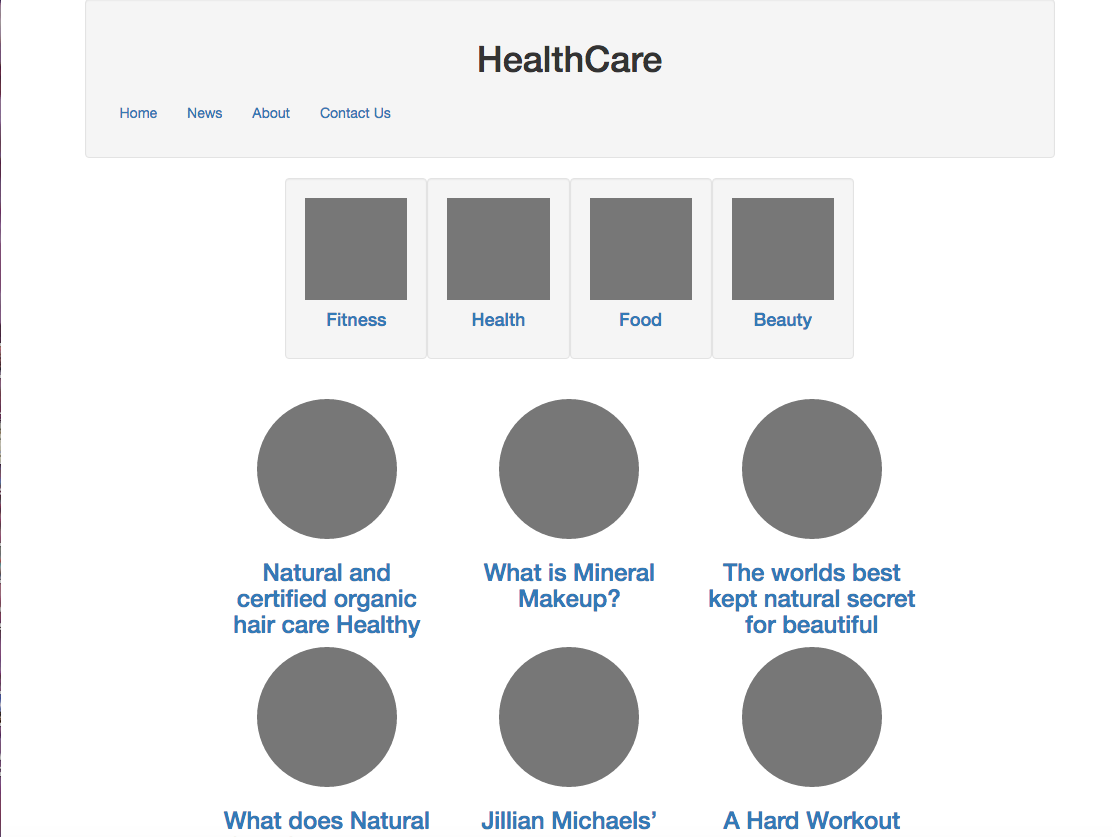 HealthCare
Home News About Contact Us
Fitness Health Food Beauty
Natural and
certified organic
hair care Healthy
What is Mineral
Makeup?
The worlds best
kept natural secret
for beautiful
What does Natural
Jillian Michaels’
A Hard Workout